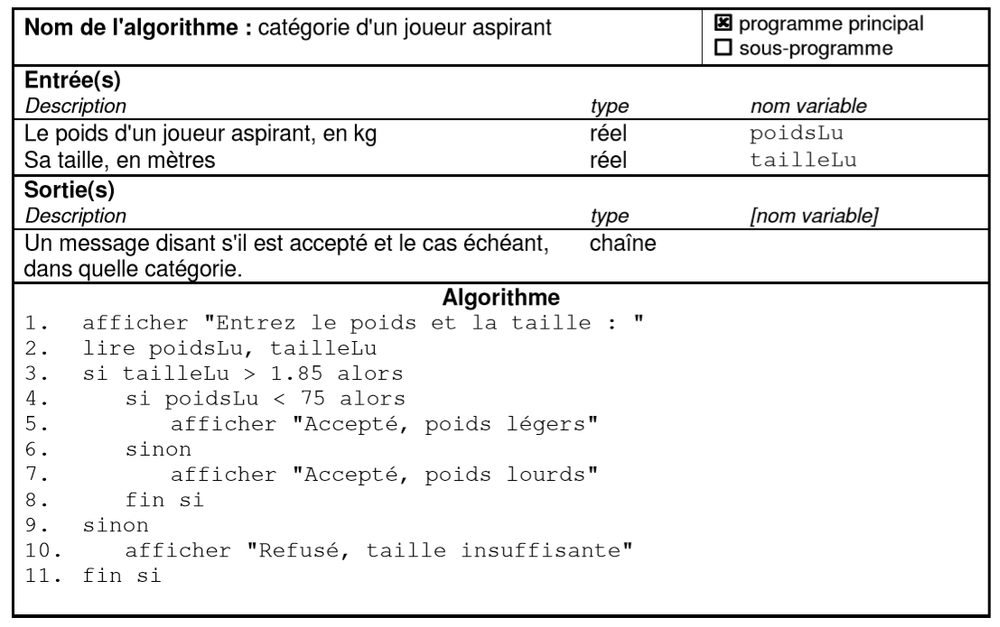 Nom de l'algorithme : catégorie d'un joueur aspirant
programme principal
sous-programme
Entrée(s)
Description type nom variable
Le poids d'un joueur aspirant, en kg réel poidsLu
Sa taille, en mètres réel tailleLu
Sortie(s)
Description type [nom variable]
Un message disant s'il est accepté et le cas échéant, chaîne
dans quelle catégorie.
Algorithme
1. afficher "Entrez le poids et la taille : "
2. lire poidsLu, tailleLu
3. si tailleLu > 1.85 alors
4. si poidsLu < 75 alors
5. afficher "Accepté, poids légers"
6. sinon
7. afficher "Accepté, poids lourds"
8. fin si
9. sinon
10. afficher "Refusé, taille insuffisante"
11. fin si